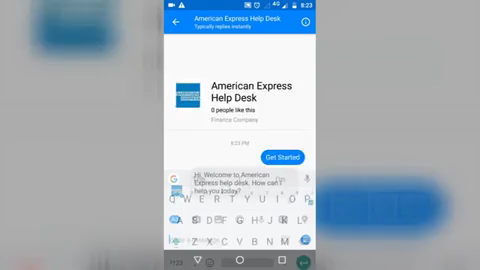 4G 8:23
American Express Help Desk
Typically replies instantly
American Express
Help Desk
0 people like this
Finance Company
8:23 PM
Get Started
Hi, Welcome to American
Express help desk. How can I
help you today?
Q W E R T Y U I O P
A S D F G H J K L
Z X C V B N M
?123